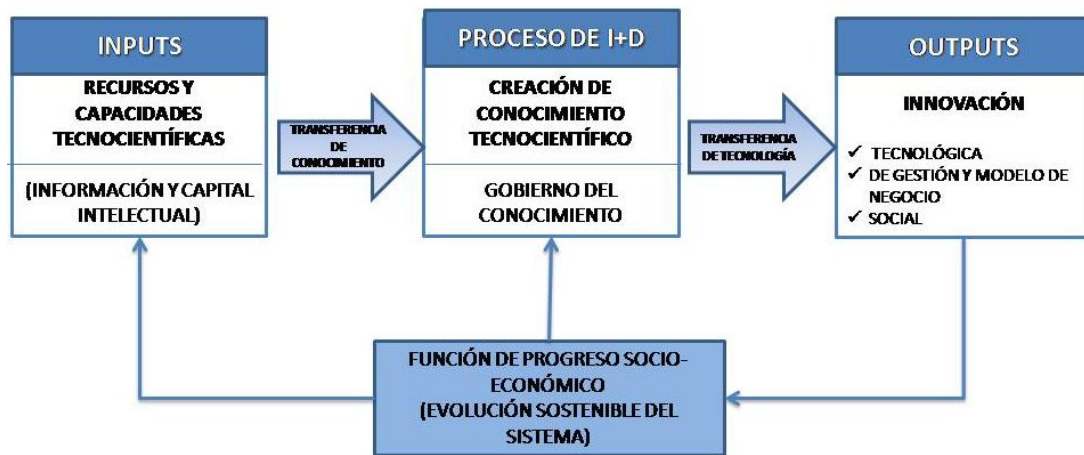 INPUTS
RECURSOS Y
CAPACIDADES
TECNOCIENTÍFICAS
(INFORMACIÓN Y CAPITAL
INTELECTUAL)
TRANSFERENCIA
DE
CONOCIMIENTO
PROCESO DE I+D
CREACIÓN DE
CONOCIMIENTO
TECNOCIENTÍFICO
GOBIERNO DEL
CONOCIMIENTO
TRANSFERENCIA
DE TECNOLOGÍA
OUTPUTS
INNOVACIÓN
✓ TECNOLÓGICA
✓ DE GESTIÓN Y MODELO DE
NEGOCIO
✓ SOCIAL
FUNCIÓN DE PROGRESO SOCIO-
ECONÓMICO
(EVOLUCIÓN SOSTENIBLE DEL
SISTEMA)